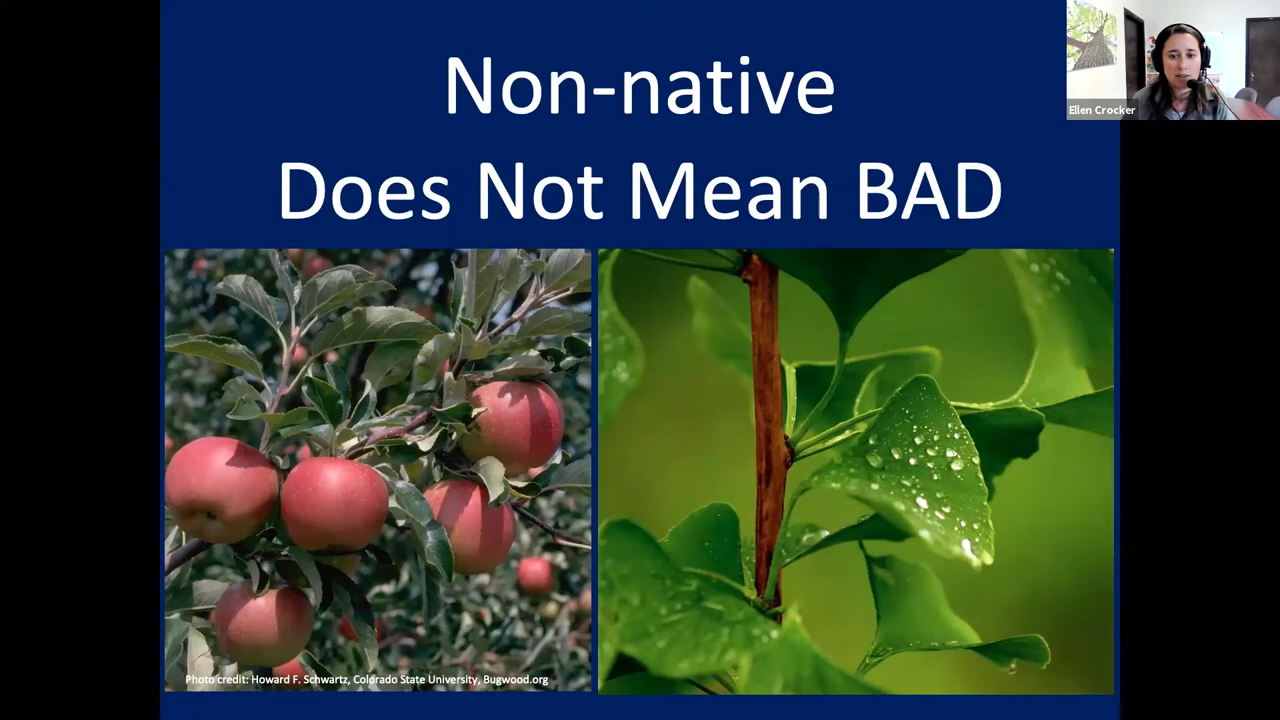 Non-native
Does Not Mean BAD
Ellen Crocker
Photo credit: Howard F. Schwartz, Colorado State University, Bugwood.org